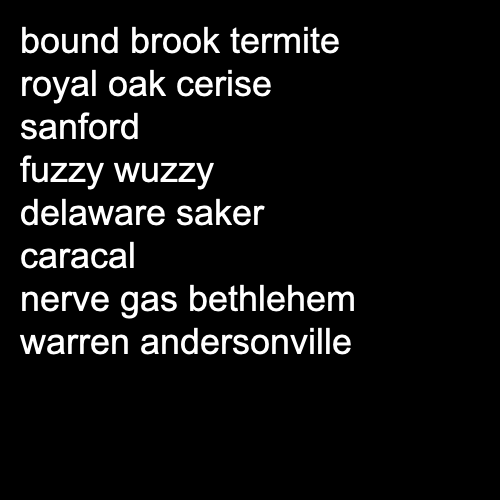 bound brook termite
royal oak cerise
sanford
fuzzy wuzzy
delaware saker
caracal
nerve gas bethlehem
warren andersonville